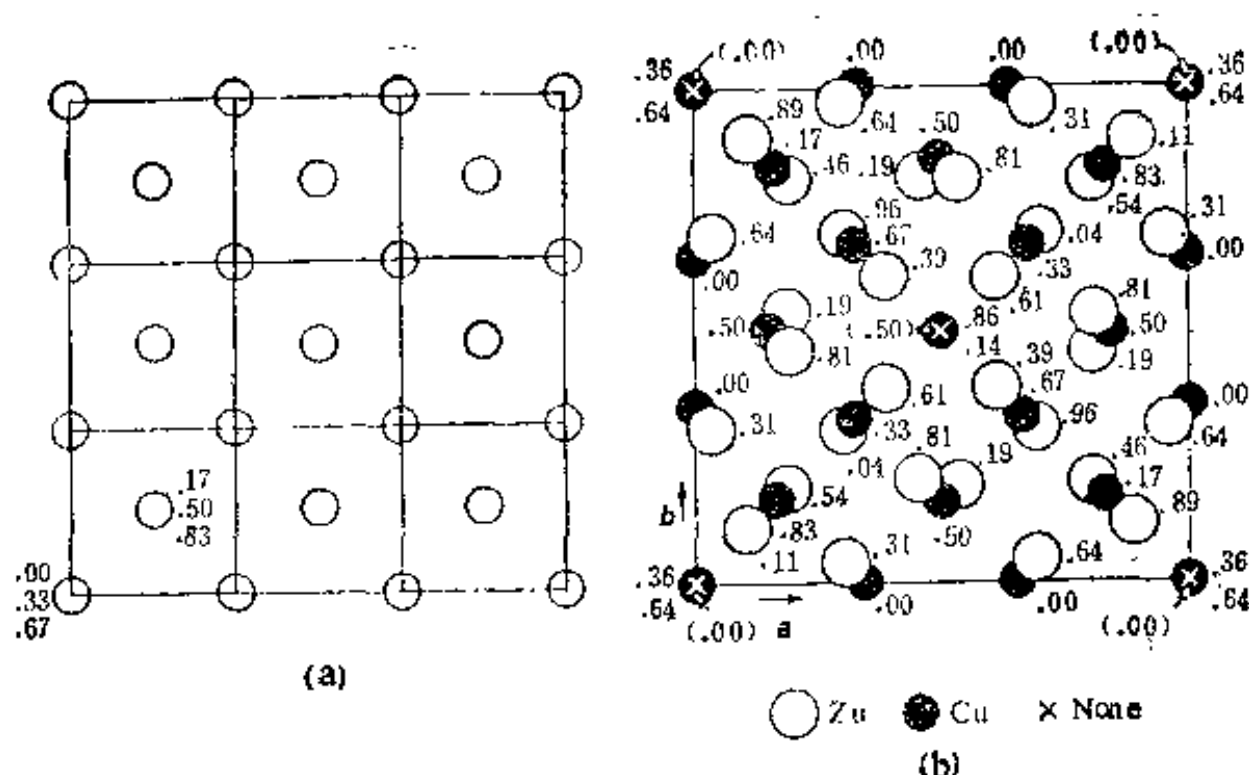 .17
.50
.83
.00
.33
.67
(a)
(.00) .00 .00 (.00)
.36 .36
.64 .64
.89 .64 .50 .31 .11
.17
.46 .19 .81 .83
.54
.96 .31
.64 .67 .04
.00 .39 .33 .00
.61
.19 .81
.50 (.50) .86 .50
.81 .14 .19
.00 .39
.61 .67 .00
.31 .33 .96 .64
.04 .81 .19 .46
.54 .17
.83 .50 .89
.11 .31 .64
b
.36 .36
.64 .00 .00 .64
(.00) a (.00)
Zu Cu × None
(b)